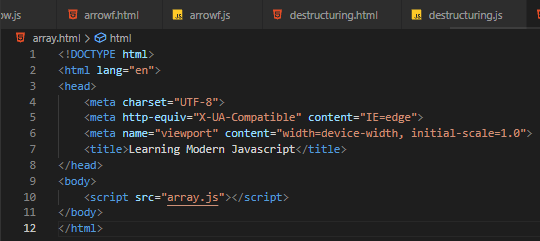 ow.js arrowf.html arrowf.js destructuring.html destructuring.js
array.html > html
1 <!DOCTYPE html>
2 <html lang="en">
3 <head>
4 <meta charset="UTF-8">
5 <meta http-equiv="X-UA-Compatible" content="IE=edge">
6 <meta name="viewport" content="width=device-width, initial-scale=1.0">
7 <title>Learning Modern Javascript</title>
8 </head>
9 <body>
10 <script src="array.js"></script>
11 </body>
12 </html>